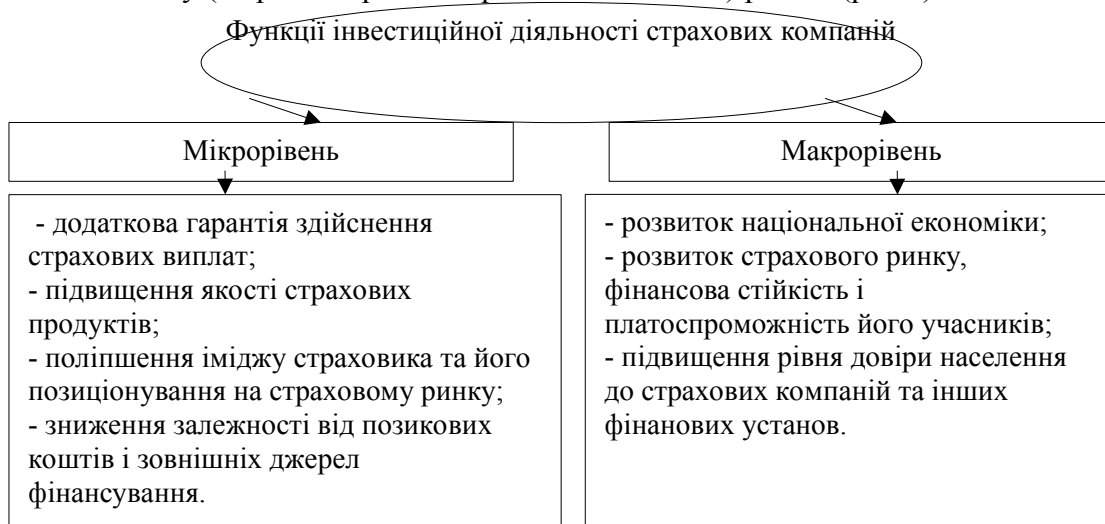 Функції інвестиційної діяльності страхових компаній
Мікрорівень
Макрорівень
- додаткова гарантія здійснення
страхових виплат;
- підвищення якості страхових
продуктів;
- поліпшення іміджу страховика та його
позиціонування на страховому ринку;
- зниження залежності від позикових
коштів і зовнішніх джерел
фінансування.
- розвиток національної економіки;
- розвиток страхового ринку,
фінансова стійкість і
платоспроможність його учасників;
- підвищення рівня довіри населення
до страхових компаній та інших
фінанових установ.